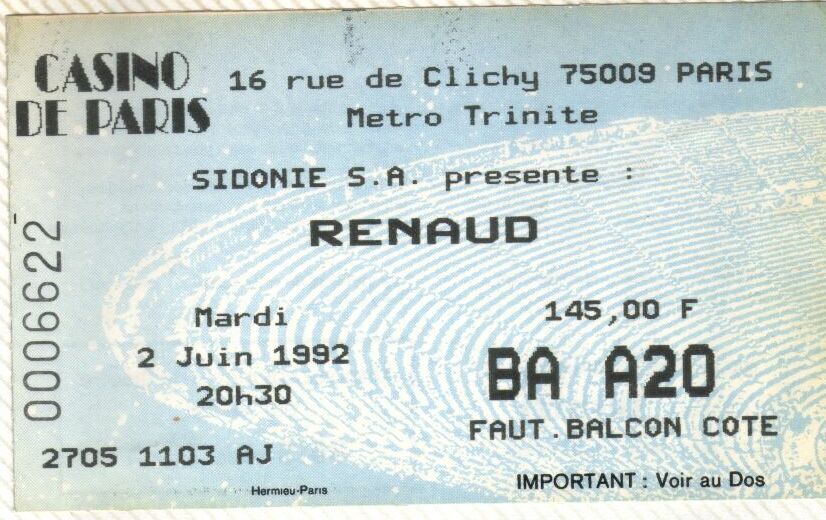 CASINO
DE PARIS
16 rue de Clichy 75009 PARIS
Metro Trinite
SIDONIE S.A. presente :
RENAUD
0006622
Mardi
2 Juin 1992
20h30
145,00 F
BA A20
FAUT.BALCON COTE
2705 1103 AJ
Hermieu-Paris
IMPORTANT : Voir au Dos